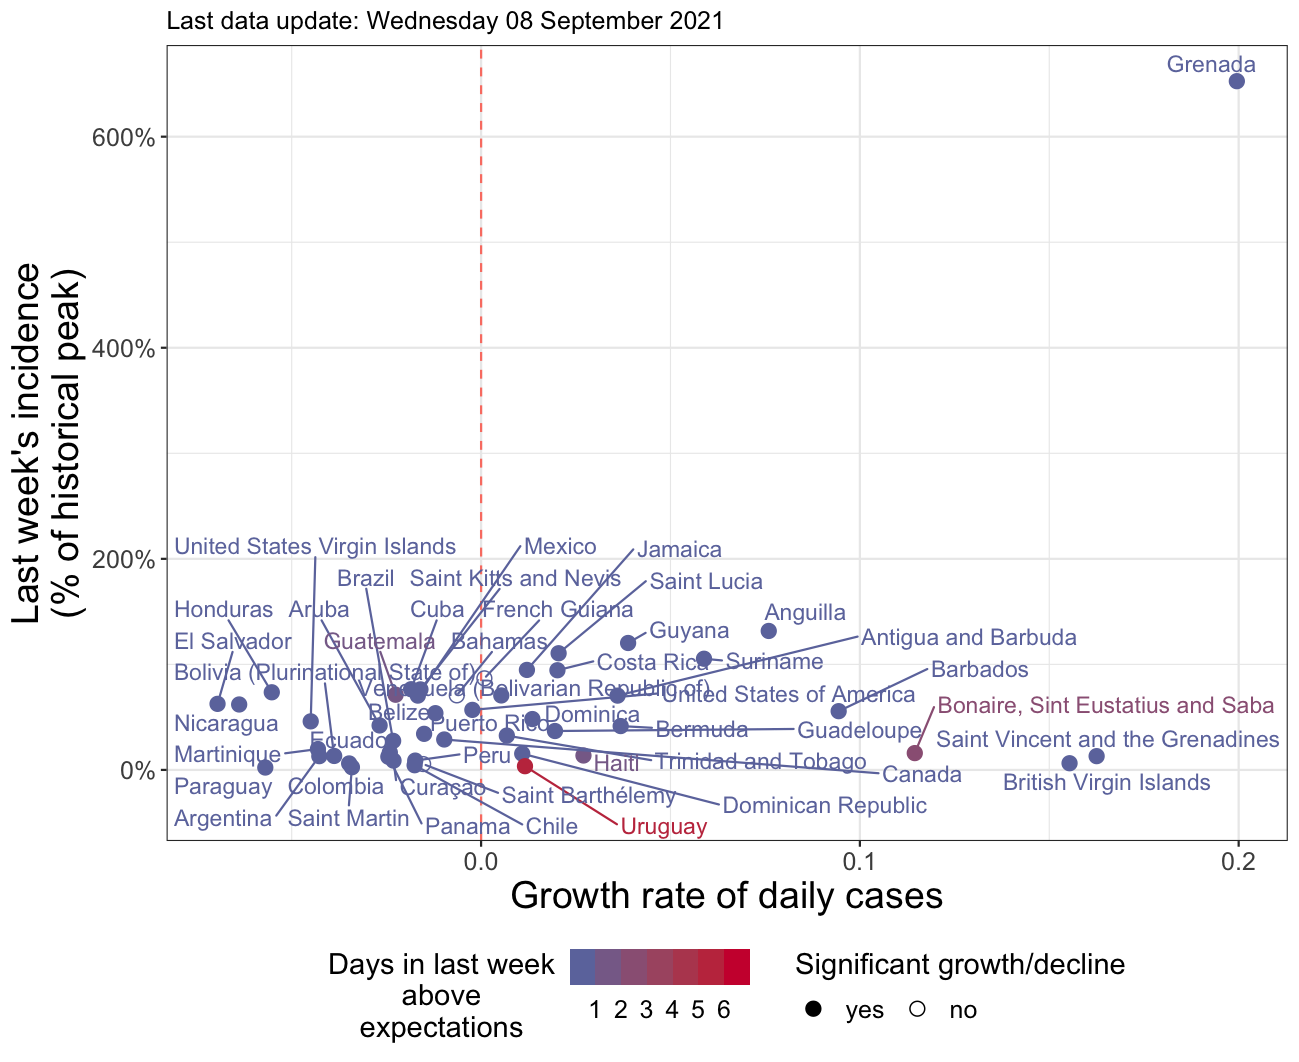 Last data update: Wednesday 08 September 2021
Last week's incidence
(% of historical peak)
600%
400%
200%
0%
Grenada
United States Virgin Islands
Mexico
Jamaica
Brazil
Saint Kitts and Nevis
Saint Lucia
Honduras
Aruba
Cuba
French Guiana
Anguilla
El Salvador
Guatemala
Bahamas
Guyana
Antigua and Barbuda
Bolivia (Plurinational State of)
Costa Rica
Suriname
Barbados
Venezuela (Bolivarian Republic of)
United States of America
Bonaire, Sint Eustatius and Saba
Nicaragua
Belize
Puerto Rico
Dominica
Bermuda
Guadeloupe
Saint Vincent and the Grenadines
Martinique
Ecuador
Peru
Haiti
Trinidad and Tobago
Canada
British Virgin Islands
Paraguay
Colombia
Curaçao
Saint Barthélemy
Dominican Republic
Argentina
Saint Martin
Panama
Chile
Uruguay
0.0
0.1
0.2
Growth rate of daily cases
Days in last week
above
expectations
1 2 3 4 5 6
Significant growth/decline
yes
no